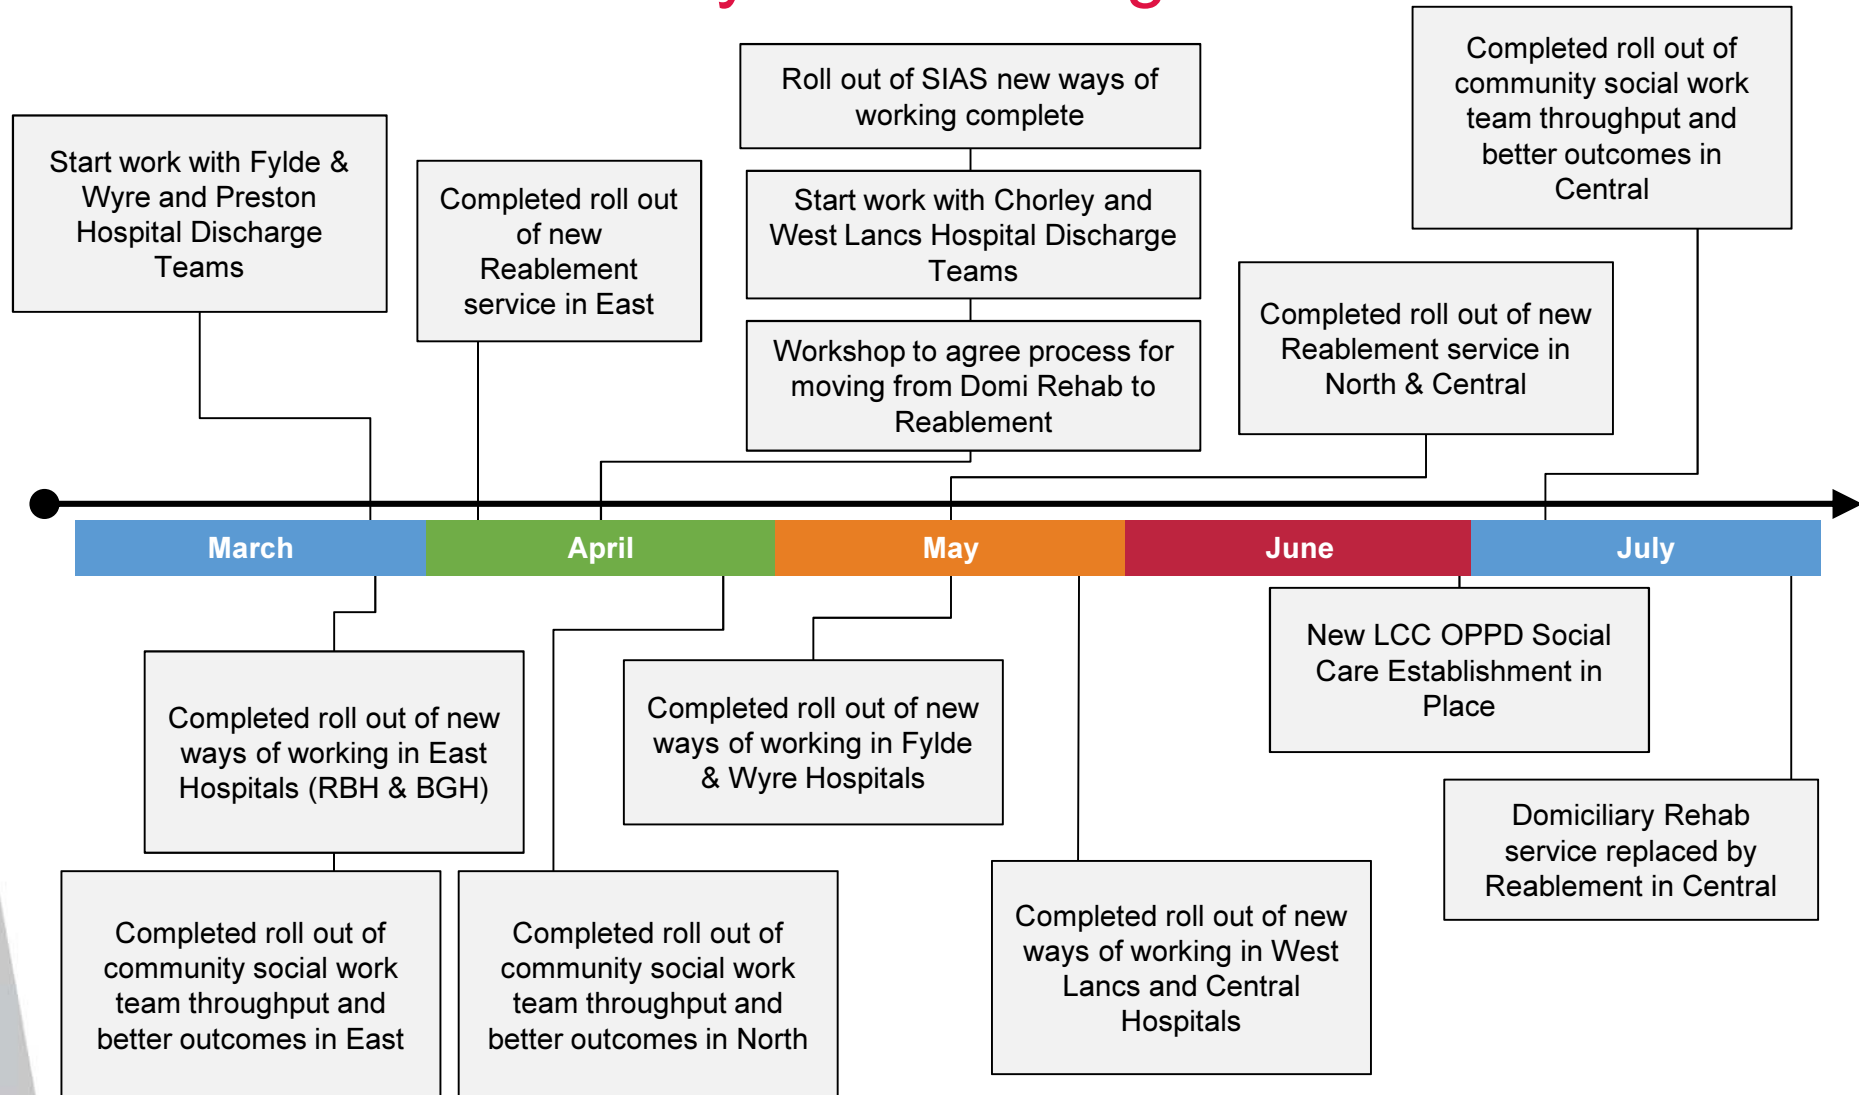 Roll out of SIAS new ways of
working complete
Completed roll out of
community social work
team throughput and
better outcomes in
Central
Start work with Fylde &
Wyre and Preston
Hospital Discharge
Teams
Completed roll out
of new
Reablement
service in East
Start work with Chorley and
West Lancs Hospital Discharge
Teams
Workshop to agree process for
moving from Domi Rehab to
Reablement
Completed roll out of new
Reablement service in
North & Central
March
April
May
June
July
Completed roll out of new
ways of working in East
Hospitals (RBH & BGH)
Completed roll out of new
ways of working in Fylde
& Wyre Hospitals
New LCC OPPD Social
Care Establishment in
Place
Domiciliary Rehab
service replaced by
Reablement in Central
Completed roll out of
community social work
team throughput and
better outcomes in East
Completed roll out of
community social work
team throughput and
better outcomes in North
Completed roll out of new
ways of working in West
Lancs and Central
Hospitals